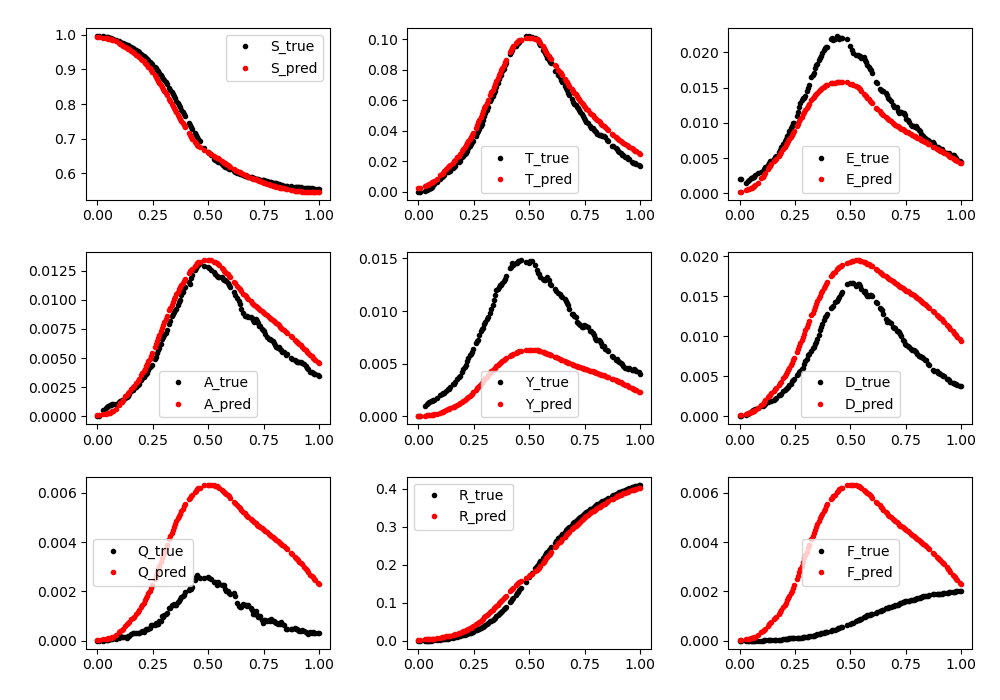 1.0
0.9
0.8
0.7
0.6
0.00 0.25 0.50 0.75 1.00
S_true
S_pred
0.10
0.08
0.06
0.04
0.02
0.00
0.00 0.25 0.50 0.75 1.00
T_true
T_pred
0.020
0.015
0.010
0.005
0.000
0.00 0.25 0.50 0.75 1.00
E_true
E_pred
0.0125
0.0100
0.0075
0.0050
0.0025
0.0000
0.00 0.25 0.50 0.75 1.00
A_true
A_pred
0.015
0.010
0.005
0.000
0.00 0.25 0.50 0.75 1.00
Y_true
Y_pred
0.020
0.015
0.010
0.005
0.000
0.00 0.25 0.50 0.75 1.00
D_true
D_pred
0.006
0.004
0.002
0.000
0.00 0.25 0.50 0.75 1.00
Q_true
Q_pred
0.4
0.3
0.2
0.1
0.0
0.00 0.25 0.50 0.75 1.00
R_true
R_pred
0.006
0.004
0.002
0.000
0.00 0.25 0.50 0.75 1.00
F_true
F_pred